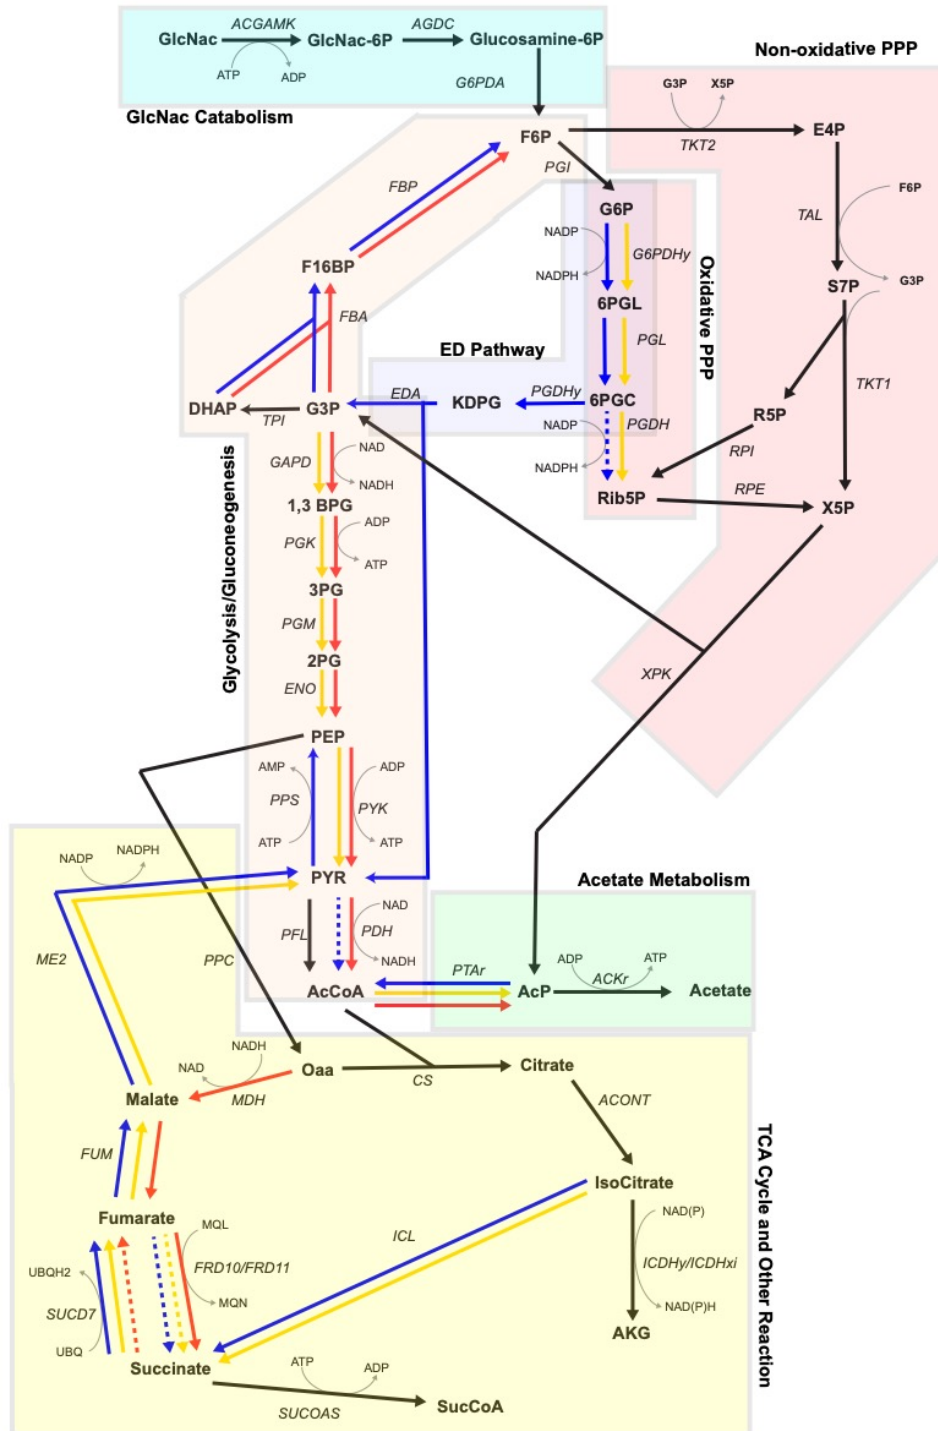 ACGAMK
AGDC
GlcNac
GlcNac-6P
Glucosamine-6P
ATP
ADP
G6PDA
GlcNac Catabolism
Non-oxidative PPP
G3P
X5P
F6P
E4P
TKT2
PGI
FBP
G6P
F6P
TAL
NADP
G6PDHy
NADPH
F16BP
G3P
S7P
6PGL
FBA
Oxidative PPP
PGL
ED Pathway
TKT1
EDA
PGDHy
DHAP
G3P
KDPG
6PGC
TPI
R5P
NADP
PGDH
NAD
RPI
GAPD
NADPH
NADH
RPE
Rib5P
1,3 BPG
X5P
ADP
PGK
ATP
Glycolysis/Gluconeogenesis
3PG
PGM
2PG
ENO
XPK
PEP
AMP
ADP
PPS
PYK
ATP
ATP
NADPH
NADP
PYR
Acetate Metabolism
NAD
PFL
PDH
ME2
PPC
NADH
ADP
ATP
PTAr
ACKr
AcCoA
AcP
Acetate
NADH
NAD
Oaa
Citrate
CS
MDH
Malate
ACONT
FUM
IsoCitrate
TCA Cycle and Other Reaction
Fumarate
NAD(P)
MQL
ICL
FRD10/FRD11
ICDHy/ICDHxi
UBQH2
MQN
NAD(P)H
SUCD7
AKG
UBQ
Succinate
ATP
ADP
SUCOAS
SucCoA